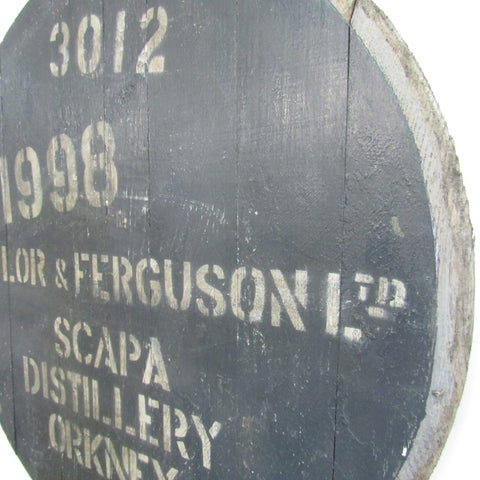 3012
1998
LOR & FERGUSON LTD
SCAPA
DISTILLERY
ORKNEY